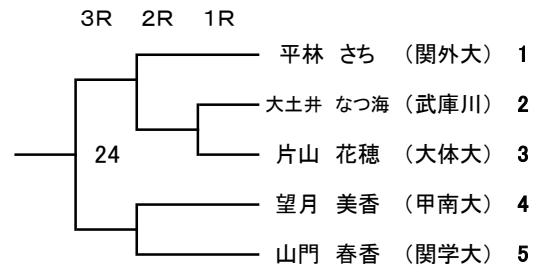 3R 2R 1R
平林 さち (関外大) 1
大土井 なつ海 (武庫川) 2
24 片山 花穂 (大体大) 3
望月 美香 (甲南大) 4
山門 春香 (関学大) 5